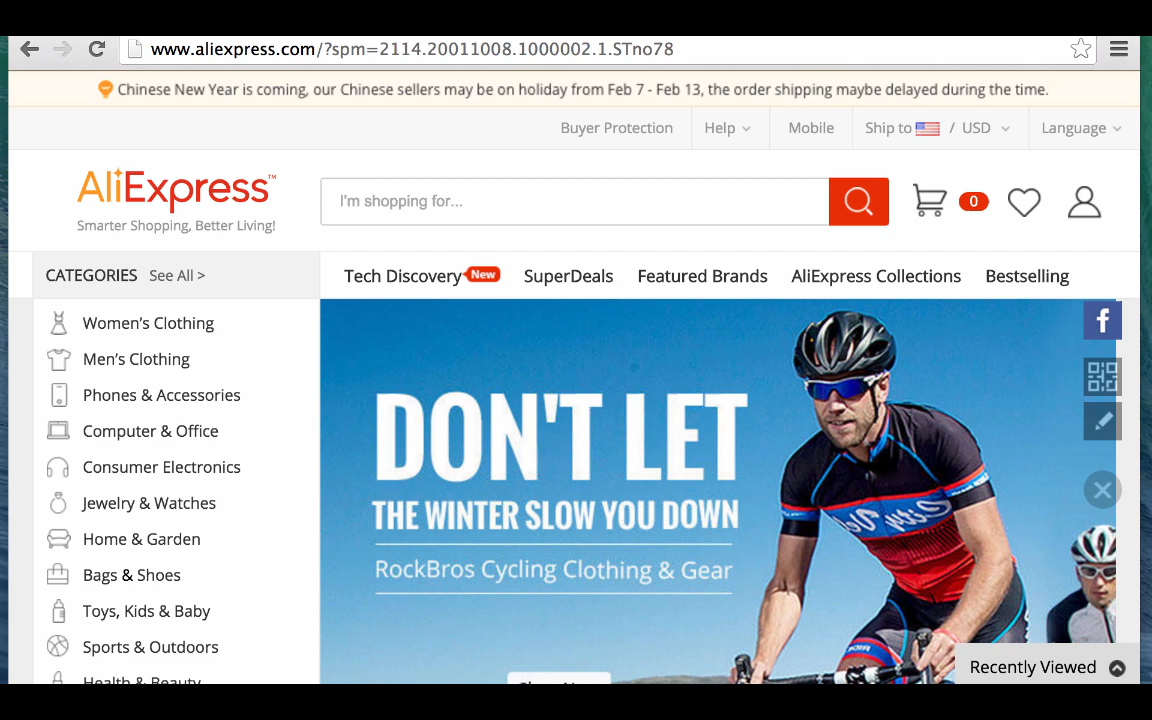 www.aliexpress.com/?spm=2114.20011008.1000002.1.STno78
Chinese New Year is coming, our Chinese sellers may be on holiday from Feb 7 - Feb 13, the order shipping maybe delayed during the time.
Buyer Protection Help Mobile Ship to / USD Language
AliExpress™
Smarter Shopping, Better Living!
I'm shopping for...
0
CATEGORIES See All >
Tech Discovery New SuperDeals Featured Brands AliExpress Collections Bestselling
Women's Clothing
Men's Clothing
Phones & Accessories
Computer & Office
Consumer Electronics
Jewelry & Watches
Home & Garden
Bags & Shoes
Toys, Kids & Baby
Sports & Outdoors
Health & Beauty
DON'T LET
THE WINTER SLOW YOU DOWN
RockBros Cycling Clothing & Gear
f
Recently Viewed